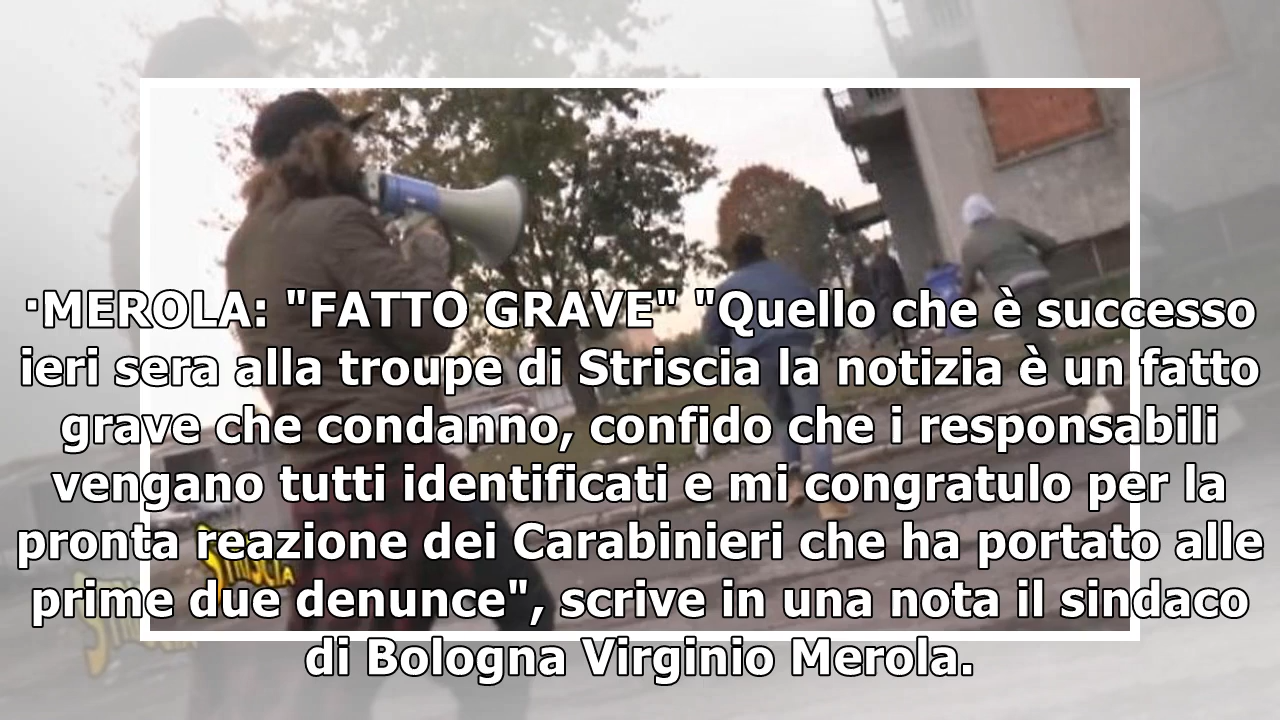 ·MEROLA: "FATTO GRAVE" "Quello che è successo
ieri sera alla troupe di Striscia la notizia è un fatto
grave che condanno, confido che i responsabili
vengano tutti identificati e mi congratulo per la
pronta reazione dei Carabinieri che ha portato alle
prime due denunce", scrive in una nota il sindaco
di Bologna Virginio Merola.
STRISCIA